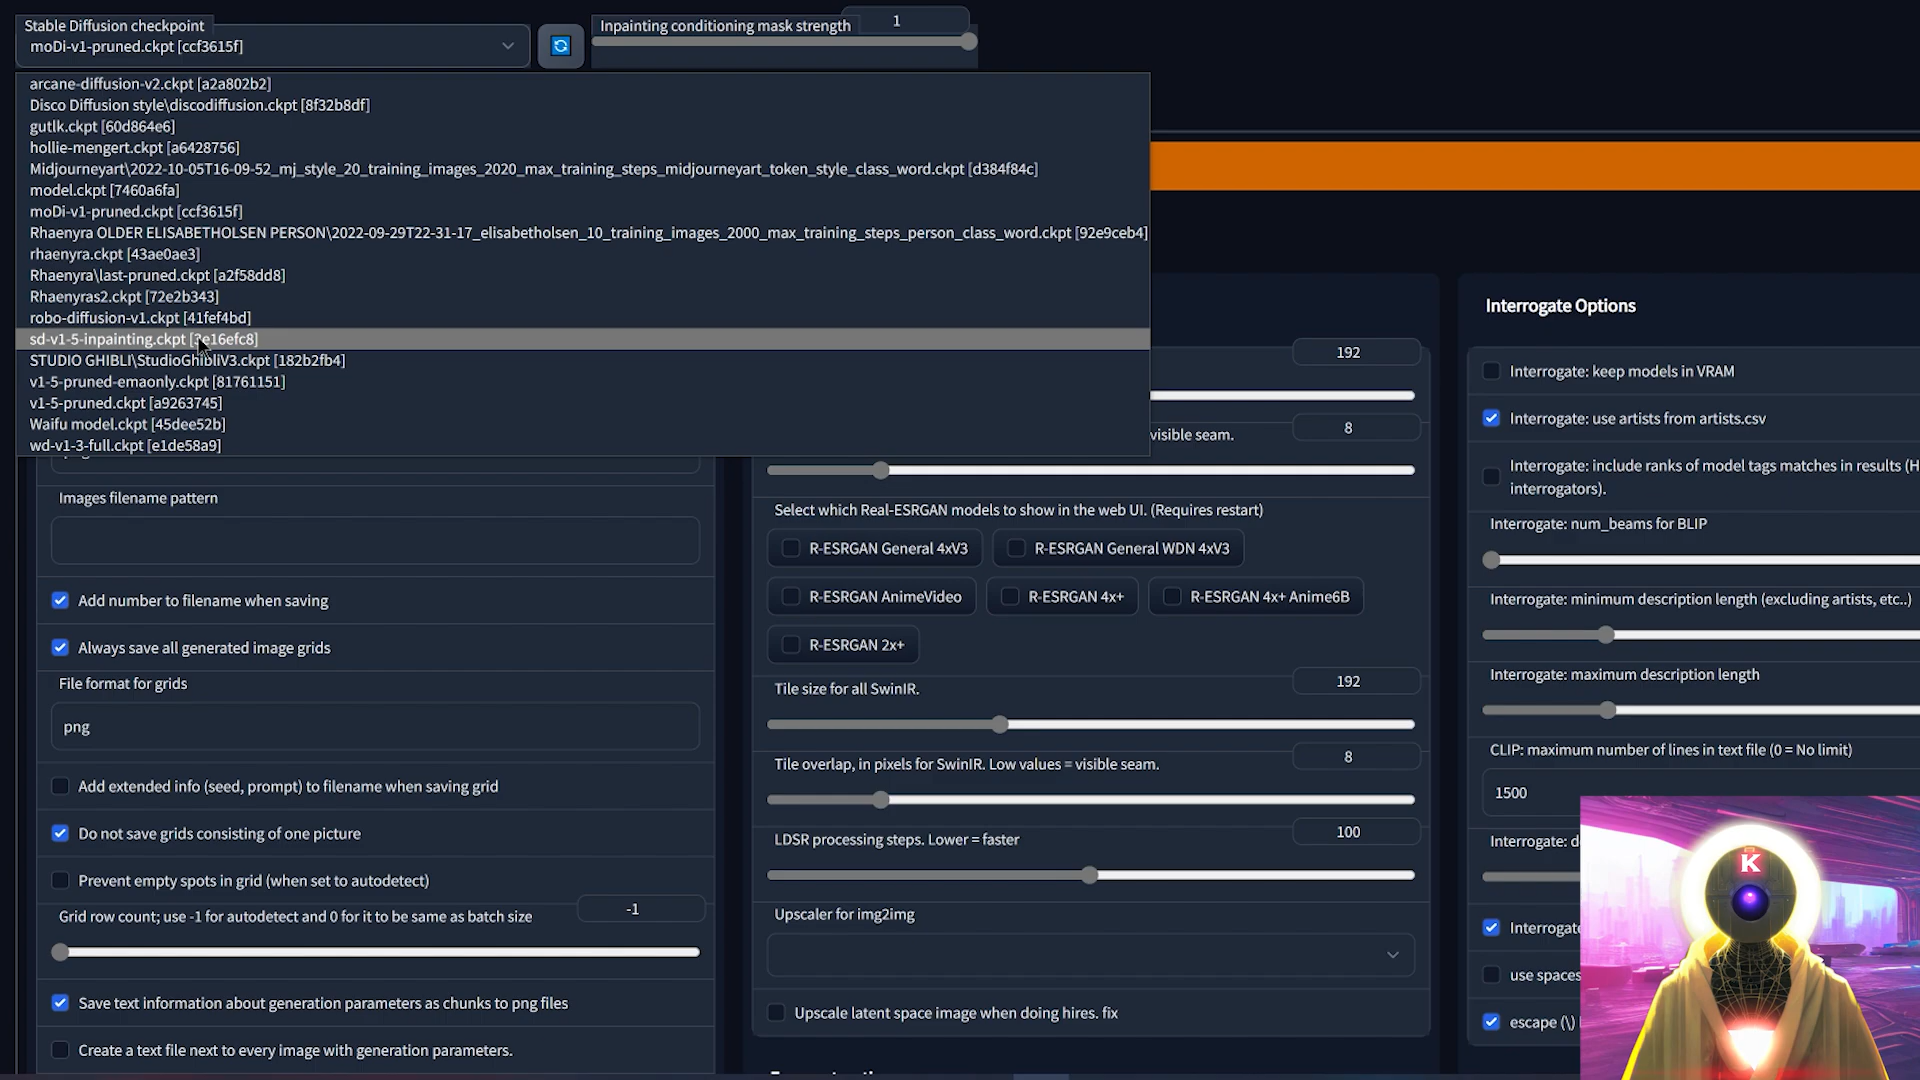 Stable Diffusion checkpoint
moDi-v1-pruned.ckpt [ccf3615f]
Inpainting conditioning mask strength
1
arcane-diffusion-v2.ckpt [a2a802b2]
Disco Diffusion style\discodiffusion.ckpt [8f32b8df]
gutlk.ckpt [60d864e6]
hollie-mengert.ckpt [a6428756]
Midjourneyart\2022-10-05T16-09-52_mj_style_20_training_images_2020_max_training_steps_midjourneyart_token_style_class_word.ckpt [d384f84c]
model.ckpt [7460a6fa]
moDi-v1-pruned.ckpt [ccf3615f]
Rhaenyra OLDER ELISABETHOLSEN PERSON\2022-09-29T22-31-17_elisabetholsen_10_training_images_2000_max_training_steps_person_class_word.ckpt [92e9ceb4]
rhaenyra.ckpt [43ae0ae3]
Rhaenyra\last-pruned.ckpt [a2f58dd8]
Rhaenyras2.ckpt [72e2b343]
robo-diffusion-v1.ckpt [41fef4bd]
sd-v1-5-inpainting.ckpt [3e16efc8]
STUDIO GHIBLI\StudioGhibliV3.ckpt [182b2fb4]
v1-5-pruned-emaonly.ckpt [81761151]
v1-5-pruned.ckpt [a9263745]
Waifu model.ckpt [45dee52b]
wd-v1-3-full.ckpt [e1de58a9]
Images filename pattern
Add number to filename when saving
Always save all generated image grids
File format for grids
png
Add extended info (seed, prompt) to filename when saving grid
Do not save grids consisting of one picture
Prevent empty spots in grid (when set to autodetect)
Grid row count; use -1 for autodetect and 0 for it to be same as batch size
-1
Save text information about generation parameters as chunks to png files
Create a text file next to every image with generation parameters.
192
visible seam.
8
Select which Real-ESRGAN models to show in the web UI. (Requires restart)
R-ESRGAN General 4xV3
R-ESRGAN General WDN 4xV3
R-ESRGAN AnimeVideo
R-ESRGAN 4x+
R-ESRGAN 4x+ Anime6B
R-ESRGAN 2x+
Tile size for all SwinIR.
192
Tile overlap, in pixels for SwinIR. Low values = visible seam.
8
LDSR processing steps. Lower = faster
100
Upscaler for img2img
Upscale latent space image when doing hires. fix
Interrogate Options
Interrogate: keep models in VRAM
Interrogate: use artists from artists.csv
Interrogate: include ranks of model tags matches in results (H
interrogators).
Interrogate: num_beams for BLIP
Interrogate: minimum description length (excluding artists, etc..)
Interrogate: maximum description length
CLIP: maximum number of lines in text file (0 = No limit)
1500
Interrogate: d
Interrogate
use spaces
escape (\)
K